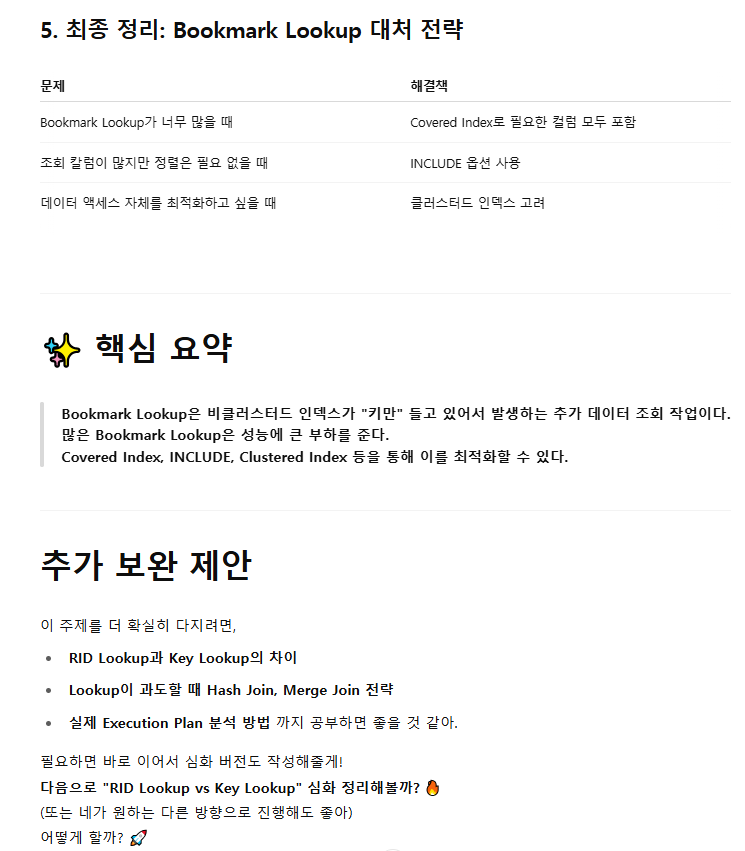 5. 최종 정리: Bookmark Lookup 대처 전략
문제 해결책
Bookmark Lookup가 너무 많을 때 Covered Index로 필요한 컬럼 모두 포함
조회 칼럼이 많지만 정렬은 필요 없을 때 INCLUDE 옵션 사용
데이터 액세스 자체를 최적화하고 싶을 때 클러스터드 인덱스 고려
✨ 핵심 요약
Bookmark Lookup은 비클러스터드 인덱스가 "키만" 들고 있어서 발생하는 추가 데이터 조회 작업이다.
많은 Bookmark Lookup은 성능에 큰 부하를 준다.
Covered Index, INCLUDE, Clustered Index 등을 통해 이를 최적화할 수 있다.
추가 보완 제안
이 주제를 더 확실히 다지려면,
• RID Lookup과 Key Lookup의 차이
• Lookup이 과도할 때 Hash Join, Merge Join 전략
• 실제 Execution Plan 분석 방법 까지 공부하면 좋을 것 같아.
필요하면 바로 이어서 심화 버전도 작성해줄게!
다음으로 "RID Lookup vs Key Lookup" 심화 정리해볼까? 🔥
(또는 네가 원하는 다른 방향으로 진행해도 좋아)
어떻게 할까? 🚀